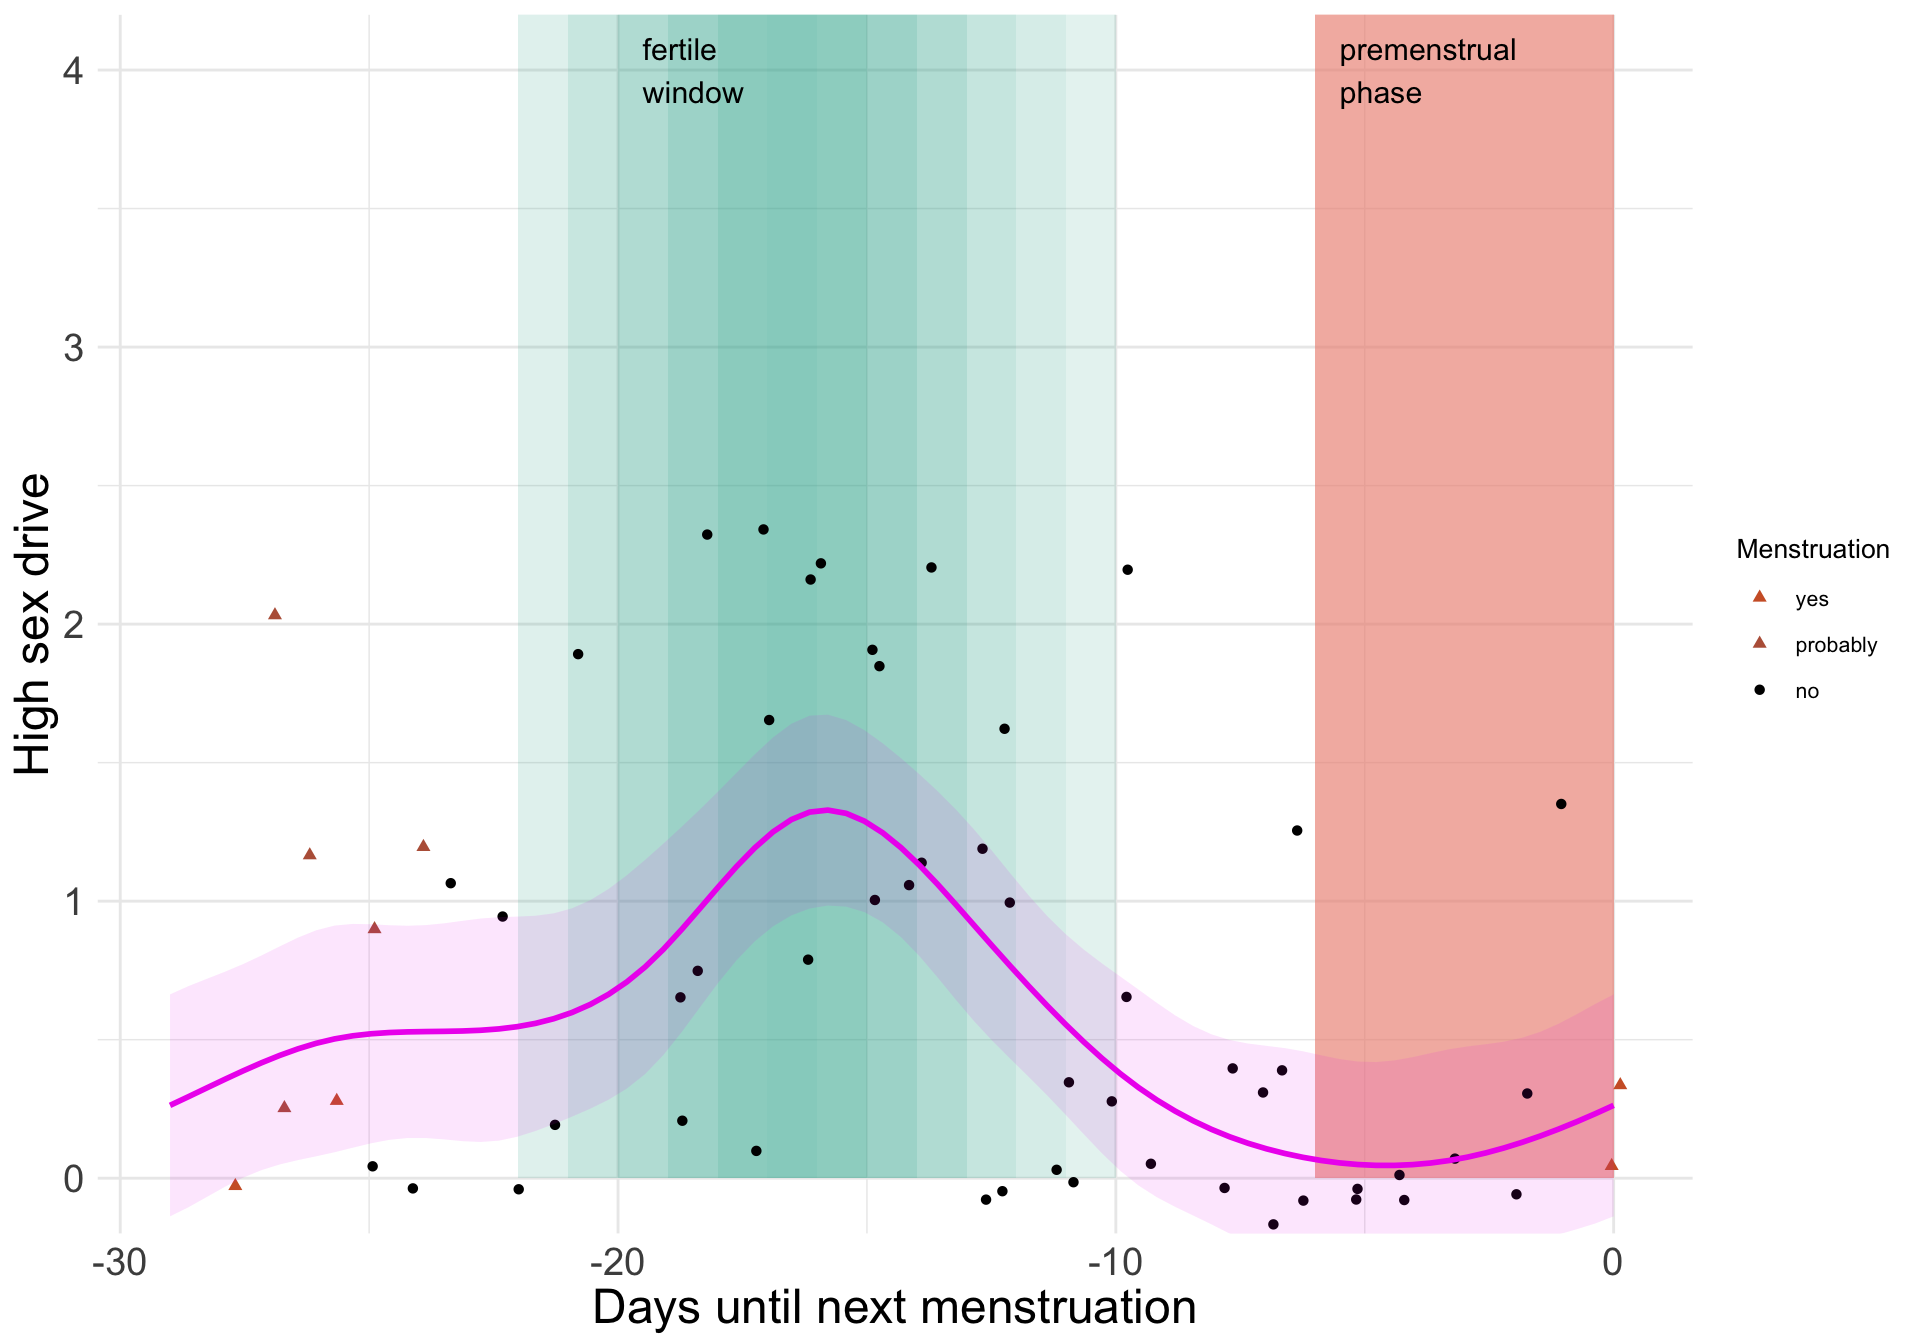 fertile
window
premenstrual
phase
4
3
2
1
0
High sex drive
-30
-20
-10
0
Days until next menstruation
Menstruation
yes
probably
no